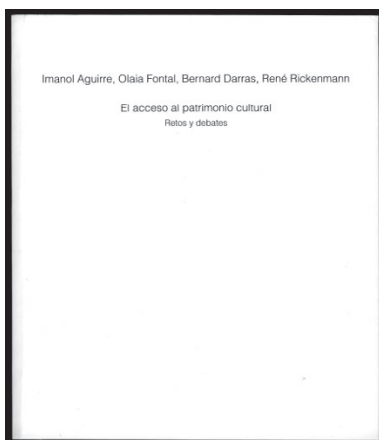 Imanol Aguirre, Olaia Fontal, Bernard Darras, René Rickenmann
El acceso al patrimonio cultural
Retos y debates